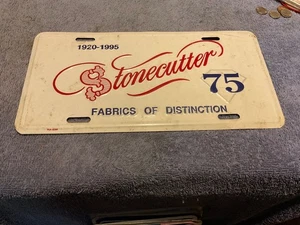 1920-1995
Stonecutter
75
FABRICS OF DISTINCTION